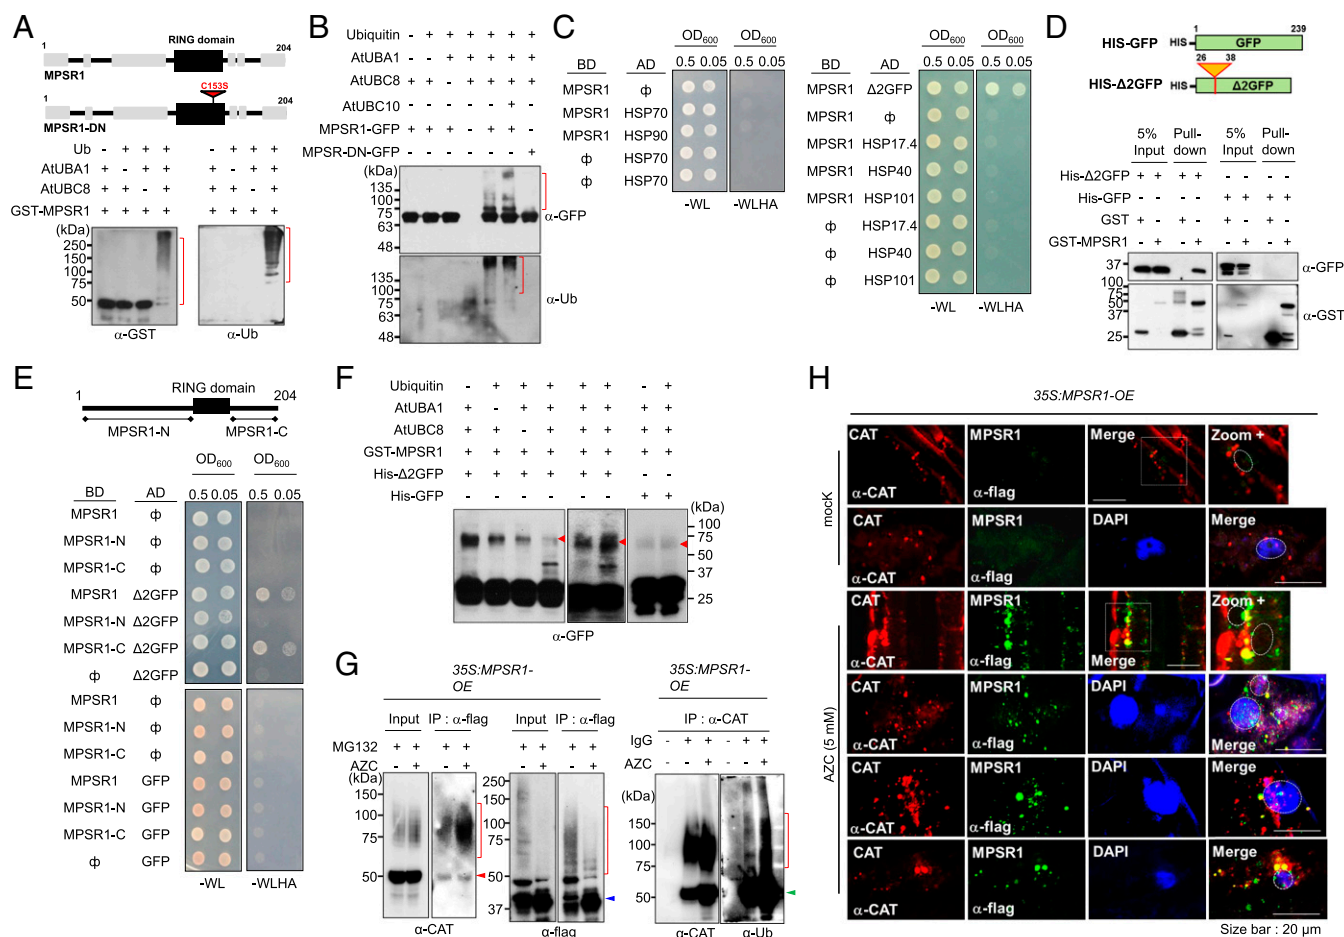 A
RING domain
1 204
MPSR1
C153S
1 204
MPSR1-DN
Ub - + + + - + + +
AtUBA1 + - + + + - + +
AtUBC8 + + - + + + - +
GST-MPSR1 + + + + + + + +
(kDa)
250
150
100
75
50
α-GST α-Ub
B
Ubiquitin - + + + + + +
AtUBA1 - - + + + + +
AtUBC8 + + - + + + +
AtUBC10 + -
MPSR1-GFP + + + - + + -
MPSR-DN-GFP - - - - - - +
(kDa)
135
100
75
63
48
α-GFP
135
100
75
63
48
α-Ub
C
OD600 OD600
BD AD 0.5 0.05 0.5 0.05
MPSR1 ф
MPSR1 HSP70
MPSR1 HSP90
ф HSP70
ф HSP70
-WL -WLHA
OD600 OD600
BD AD 0.5 0.05 0.5 0.05
MPSR1 Δ2GFP
MPSR1 ф
MPSR1 HSP17.4
MPSR1 HSP40
MPSR1 HSP101
ф HSP17.4
ф HSP40
ф HSP101
-WL -WLHA
D
1 239
HIS-GFP HIS GFP
26 38
HIS-Δ2GFP HIS Δ2GFP
5% Input Pull-down 5% Input Pull-down
His-Δ2GFP + + + + - - - -
His-GFP - - - - + + + +
GST + - + - + - + -
GST-MPSR1 - + - + - + - +
37
25
α-GFP
100
75
50
37
25
α-GST
E
RING domain
1 204
MPSR1-N MPSR1-C
OD600 OD600
BD AD 0.5 0.05 0.5 0.05
MPSR1 ф
MPSR1-N ф
MPSR1-C ф
MPSR1 Δ2GFP
MPSR1-N Δ2GFP
MPSR1-C Δ2GFP
ф Δ2GFP
MPSR1 ф
MPSR1-N ф
MPSR1-C ф
MPSR1 GFP
MPSR1-N GFP
MPSR1-C GFP
ф GFP
-WL -WLHA
F
Ubiquitin - + + + + + - +
AtUBA1 + - + + + + + +
AtUBC8 + + - + + + + +
GST-MPSR1 + + + + + + + +
His-Δ2GFP + + + + + + - -
His-GFP - - - - - - + +
(kDa)
100
75
50
37
25
α-GFP
G
35S:MPSR1-OE
Input IP : α-flag Input IP : α-flag
MG132 + + + + + + + +
AZC - + - + - + - +
(kDa)
150
100
75
50
250
150
100
75
50
37
α-CAT α-flag
35S:MPSR1-OE
IP : α-CAT
IgG - + + - + +
AZC - - + - - +
(kDa)
150
100
75
50
α-CAT α-Ub
H
35S:MPSR1-OE
mocK
CAT MPSR1 Merge Zoom +
α-CAT α-flag
CAT MPSR1 DAPI Merge
α-CAT α-flag
AZC (5 mM)
CAT MPSR1 Zoom +
α-CAT α-flag Merge
CAT MPSR1 DAPI
α-CAT α-flag Merge
CAT MPSR1 DAPI Merge
α-CAT α-flag
CAT MPSR1 DAPI Merge
α-CAT α-flag
Size bar : 20 μm